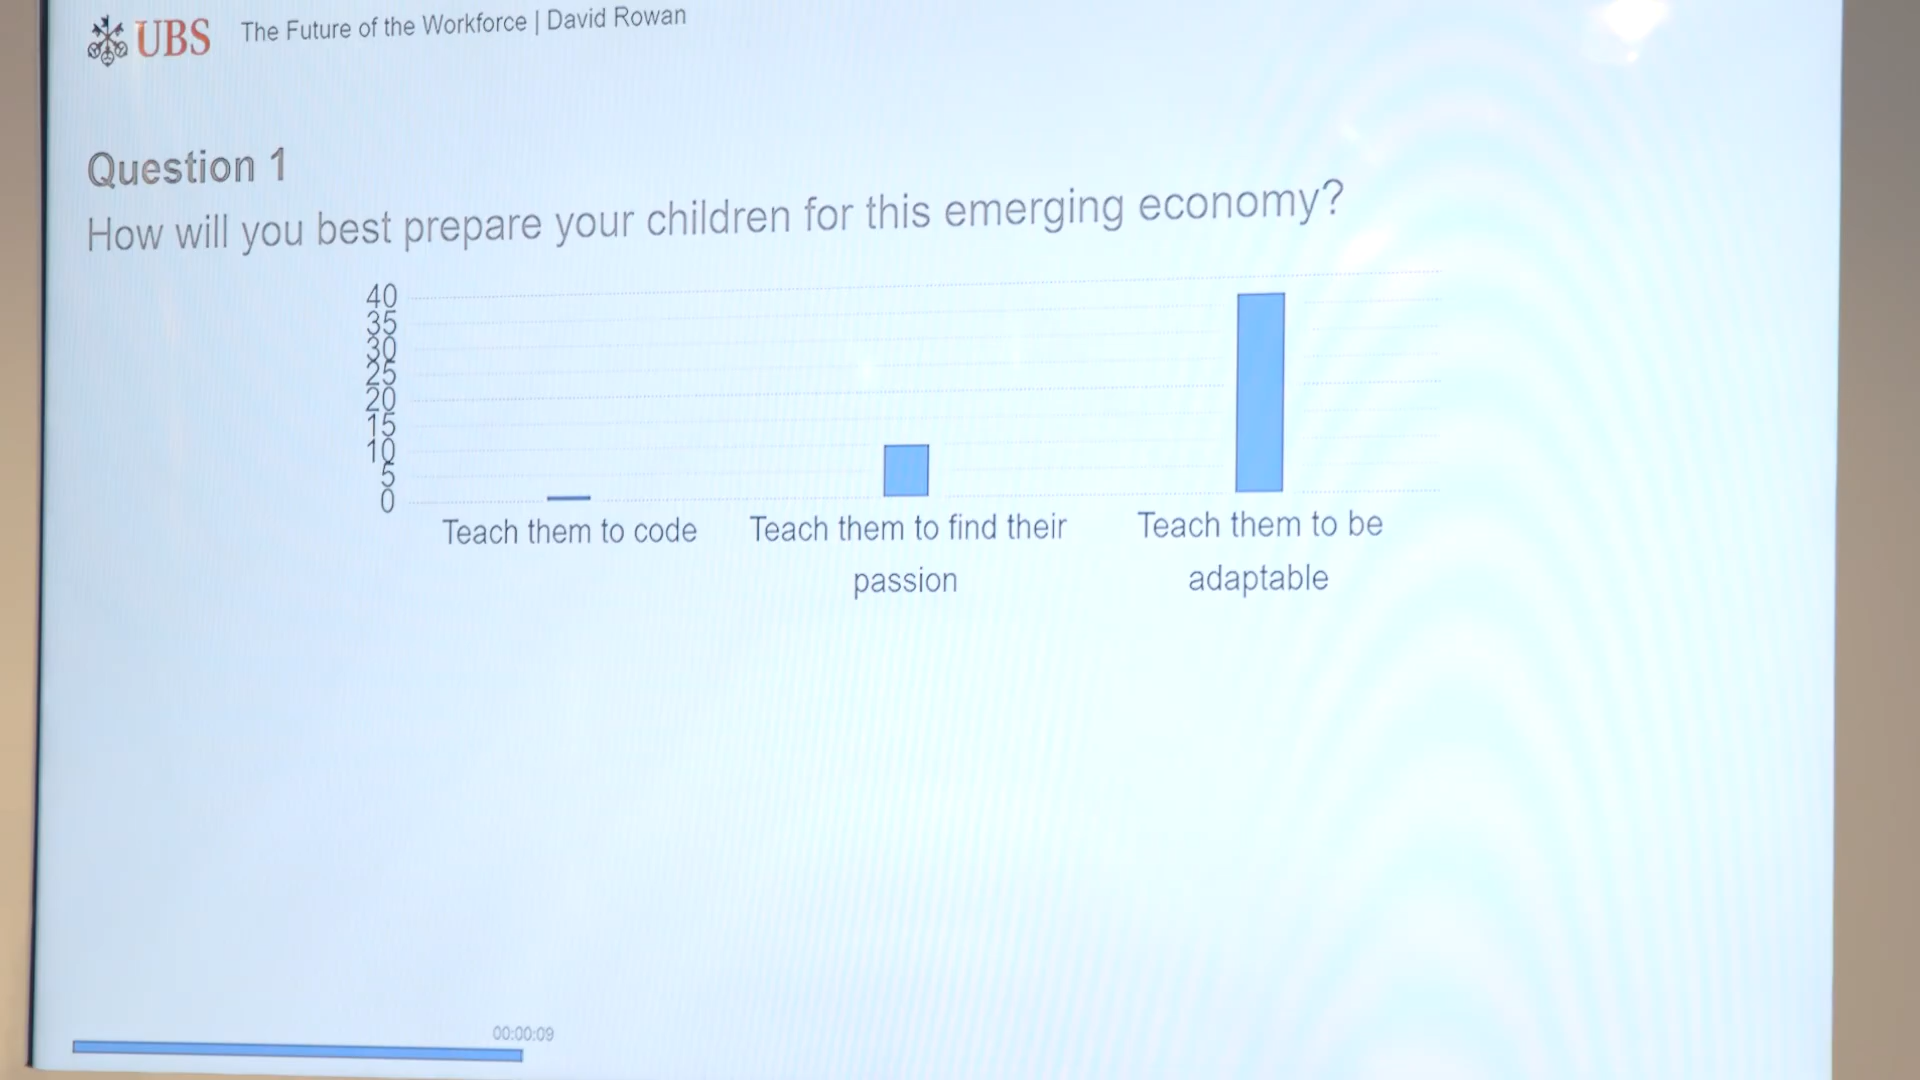 UBS The Future of the Workforce | David Rowan
Question 1
How will you best prepare your children for this emerging economy?
40
35
30
25
20
15
10
5
0
Teach them to code
Teach them to find their
passion
Teach them to be
adaptable
00:00:09